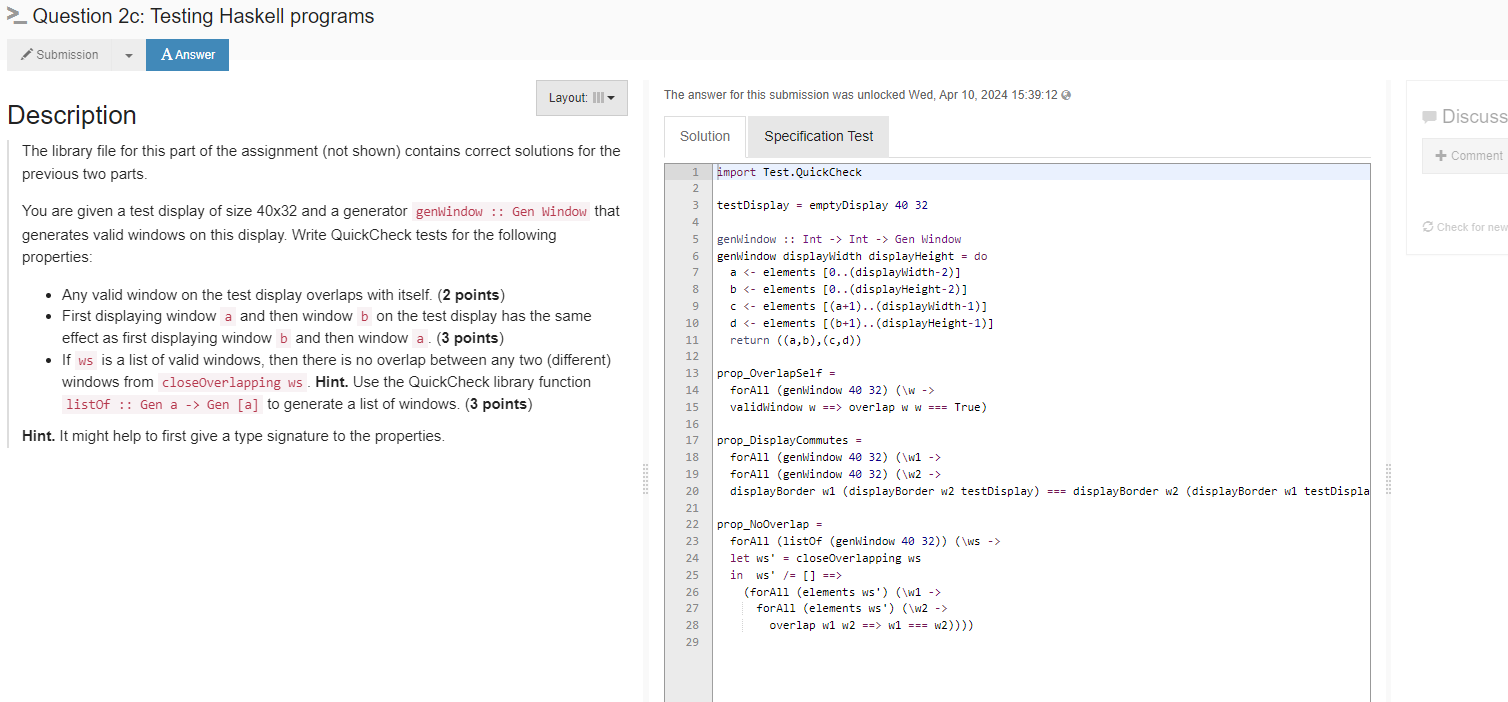 >_ Question 2c: Testing Haskell programs
Submission
A Answer
Layout:
Description
The library file for this part of the assignment (not shown) contains correct solutions for the
previous two parts.
You are given a test display of size 40x32 and a generator genWindow :: Gen Window that
generates valid windows on this display. Write QuickCheck tests for the following
properties:
• Any valid window on the test display overlaps with itself. (2 points)
• First displaying window a and then window b on the test display has the same
effect as first displaying window b and then window a . (3 points)
• If ws is a list of valid windows, then there is no overlap between any two (different)
windows from closeOverlapping ws . Hint. Use the QuickCheck library function
listOf :: Gen a -> Gen [a] to generate a list of windows. (3 points)
Hint. It might help to first give a type signature to the properties.
The answer for this submission was unlocked Wed, Apr 10, 2024 15:39:12
Solution
Specification Test
1 import Test.QuickCheck
2
3 testDisplay = emptyDisplay 40 32
4
5 genWindow :: Int -> Int -> Gen Window
6 genWindow displayWidth displayHeight = do
7   a <- elements [0..(displayWidth-2)]
8   b <- elements [0..(displayHeight-2)]
9   c <- elements [(a+1)..(displayWidth-1)]
10   d <- elements [(b+1)..(displayHeight-1)]
11   return ((a,b),(c,d))
12
13 prop_OverlapSelf =
14   forAll (genWindow 40 32) (\w ->
15   validWindow w ==> overlap w w === True)
16
17 prop_DisplayCommutes =
18   forAll (genWindow 40 32) (\w1 ->
19   forAll (genWindow 40 32) (\w2 ->
20   displayBorder w1 (displayBorder w2 testDisplay) === displayBorder w2 (displayBorder w1 testDispla
21
22 prop_NoOverlap =
23   forAll (listOf (genWindow 40 32)) (\ws ->
24   let ws' = closeOverlapping ws
25   in  ws' /= [] ==>
26     (forAll (elements ws') (\w1 ->
27       forAll (elements ws') (\w2 ->
28         overlap w1 w2 ==> w1 === w2))))
29
Discuss
+ Comment
Check for new